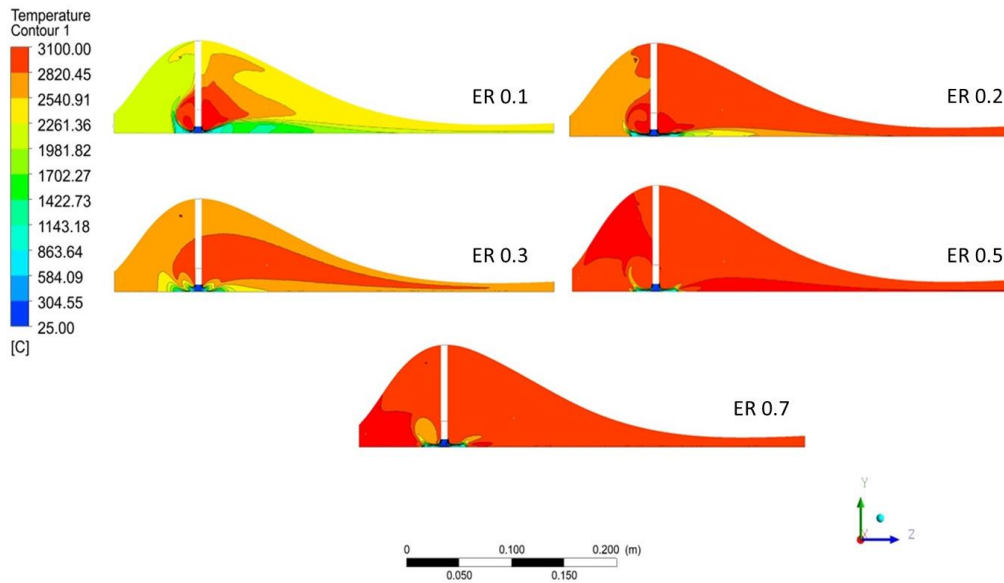 Temperature
Contour 1
3100.00
2820.45
2540.91
2261.36
1981.82
1702.27
1422.73
1143.18
863.64
584.09
304.55
25.00
[C]
ER 0.1
ER 0.2
ER 0.3
ER 0.5
ER 0.7
Y
X
Z
0 0.100 0.200 (m)
0.050 0.150